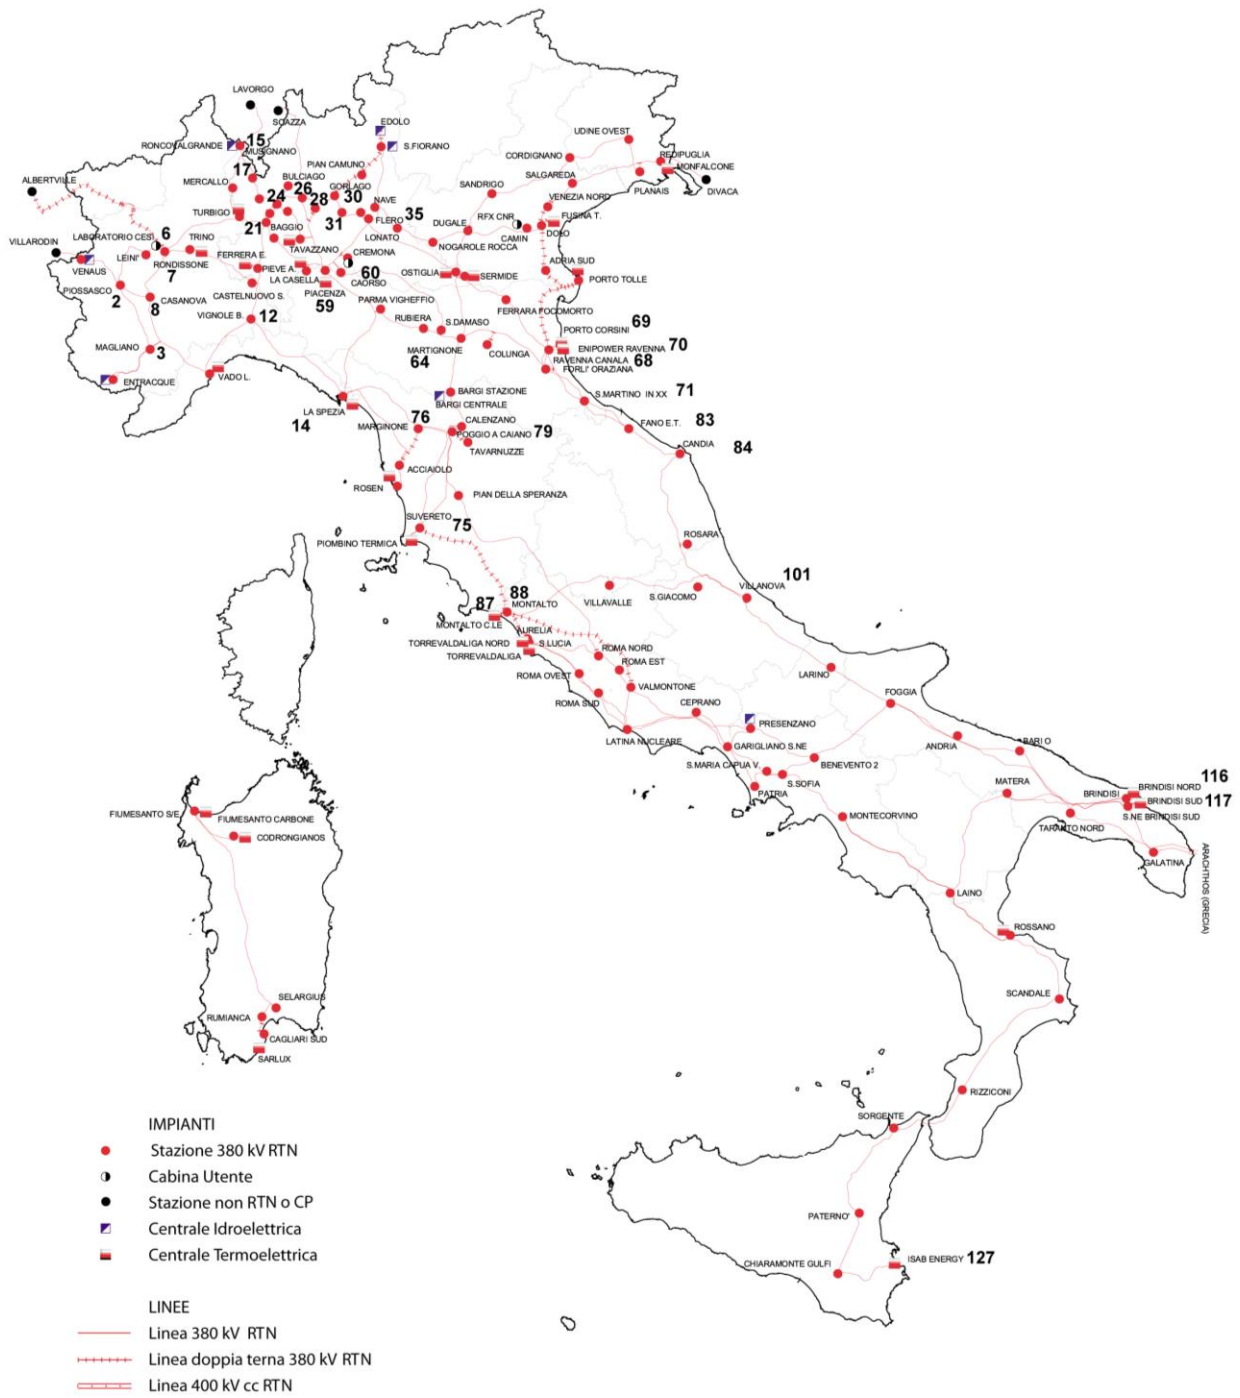 LAVORGO
SOAZZA
EDOLO
RONCOVALGRANDE
15
MUSIGNANO
S.FIORANO
UDINE OVEST
CORDIGNANO
REDIPUGLIA
MONFALCONE
ALBERTVILLE
17
PIAN CAMUNO
BULCIAGO
SALGAREDA
MERCALLO
26
GORLAGO
SANDRIGO
PLANAIS
DIVACA
24
28
30
NAVE
VENEZIA NORD
TURBIGO
RFX CNR
FUSINA T.
21
31
FLERO
35
DUGALE
LABORATORIO CESI
6
BAGGIO
CAMIN
DOLO
VILLARODIN
TRINO
LONATO
NOGAROLE ROCCA
LEINI'
FERRERA E.
TAVAZZANO
CREMONA
RONDISSONE
ADRIA SUD
VENAUS
7
PIEVE A.
60
OSTIGLIA
SERMIDE
LA CASELLA
CAORSO
PORTO TOLLE
PIOSSASCO
PIACENZA
2
8
CASANOVA
CASTELNUOVO S.
59
PARMA VIGHEFFIO
FERRARA FOCOMORTO
VIGNOLE B.
12
RUBIERA
S.DAMASO
PORTO CORSINI
69
MAGLIANO
3
MARTIGNONE
ENIPOWER RAVENNA
70
64
COLUNGA
RAVENNA CANALA
68
FORLI' ORAZIANA
ENTRACQUE
VADO L.
BARGI STAZIONE
S.MARTINO IN XX
71
BARGI CENTRALE
LA SPEZIA
76
CALENZANO
FANO E.T.
83
14
MARGINONE
POGGIO A CAIANO
79
CANDIA
84
TAVARNUZZE
ACCIAIOLO
ROSEN
PIAN DELLA SPERANZA
SUVERETO
75
ROSARA
PIOMBINO TERMICA
101
88
VILLANOVA
87
MONTALTO
VILLAVALLE
S.GIACOMO
MONTALTO C.LE
AURELIA
TORREVALDALIGA NORD
S.LUCIA
ROMA NORD
TORREVALDALIGA
ROMA EST
ROMA OVEST
LARINO
VALMONTONE
ROMA SUD
CEPRANO
FOGGIA
PRESENZANO
LATINA NUCLEARE
GARIGLIANO S.NE
ANDRIA
BARI O
S.MARIA CAPUA V.
BENEVENTO 2
S.SOFIA
116
MATERA
BRINDISI NORD
PATRIA
BRINDISI
BRINDISI SUD
117
FIUMESANTO S/E
FIUMESANTO CARBONE
MONTECORVINO
S.NE BRINDISI SUD
TARANTO NORD
CODRONGIANOS
GALATINA
ARACHTHOS (GRECIA)
LAINO
ROSSANO
SELARGIUS
SCANDALE
RUMIANCA
CAGLIARI SUD
SARLUX
RIZZICONI
SORGENTE
PATERNO'
CHIARAMONTE GULFI
ISAB ENERGY
127
IMPIANTI
Stazione 380 kV RTN
Cabina Utente
Stazione non RTN o CP
Centrale Idroelettrica
Centrale Termoelettrica
LINEE
Linea 380 kV RTN
Linea doppia terna 380 kV RTN
Linea 400 kV cc RTN